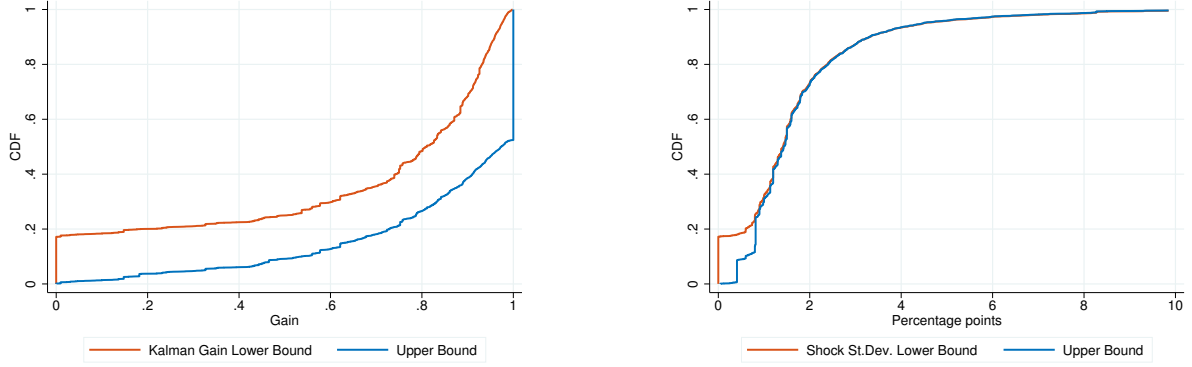 CDF
1
.8
.6
.4
.2
0
0 .2 .4 .6 .8 1
Gain
Kalman Gain Lower Bound Upper Bound
CDF
1
.8
.6
.4
.2
0
0 2 4 6 8 10
Percentage points
Shock St.Dev. Lower Bound Upper Bound